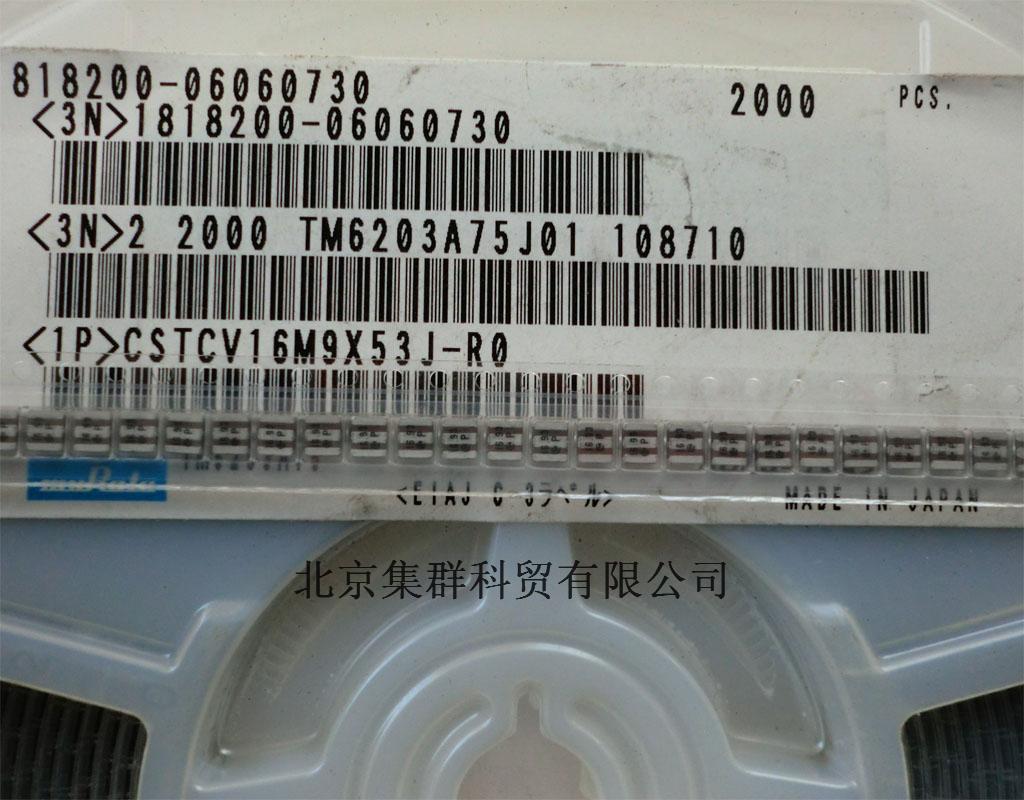 818200-06060730
2000 PCS.
<3N>1818200-06060730
<3N>2 2000 TM6203A75J01 108710
<1P>CSTCV16M9X53J-R0
muRata
<EIAJ C-3ラベル>
MADE IN JAPAN
北京集群科贸有限公司